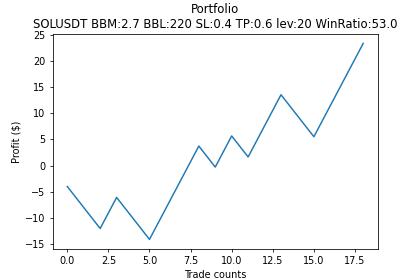 Portfolio
SOLUSDT BBM:2.7 BBL:220 SL:0.4 TP:0.6 lev:20 WinRatio:53.0
Profit ($)
25
20
15
10
5
0
−5
−10
−15
0.0 2.5 5.0 7.5 10.0 12.5 15.0 17.5
Trade counts